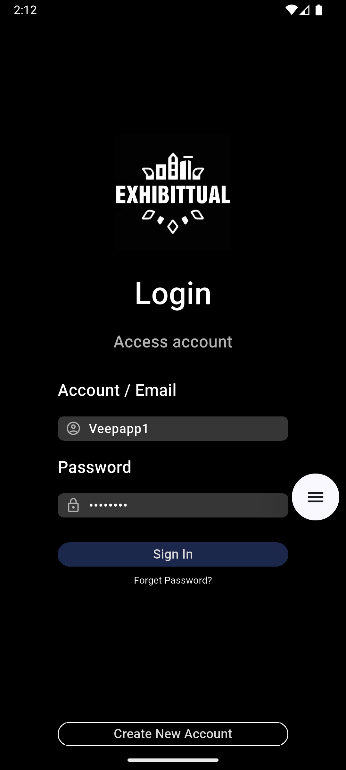 2:12
EXHIBITTUAL
Login
Access account
Account / Email
Veepapp1
Password
••••••••
Sign In
Forget Password?
Create New Account